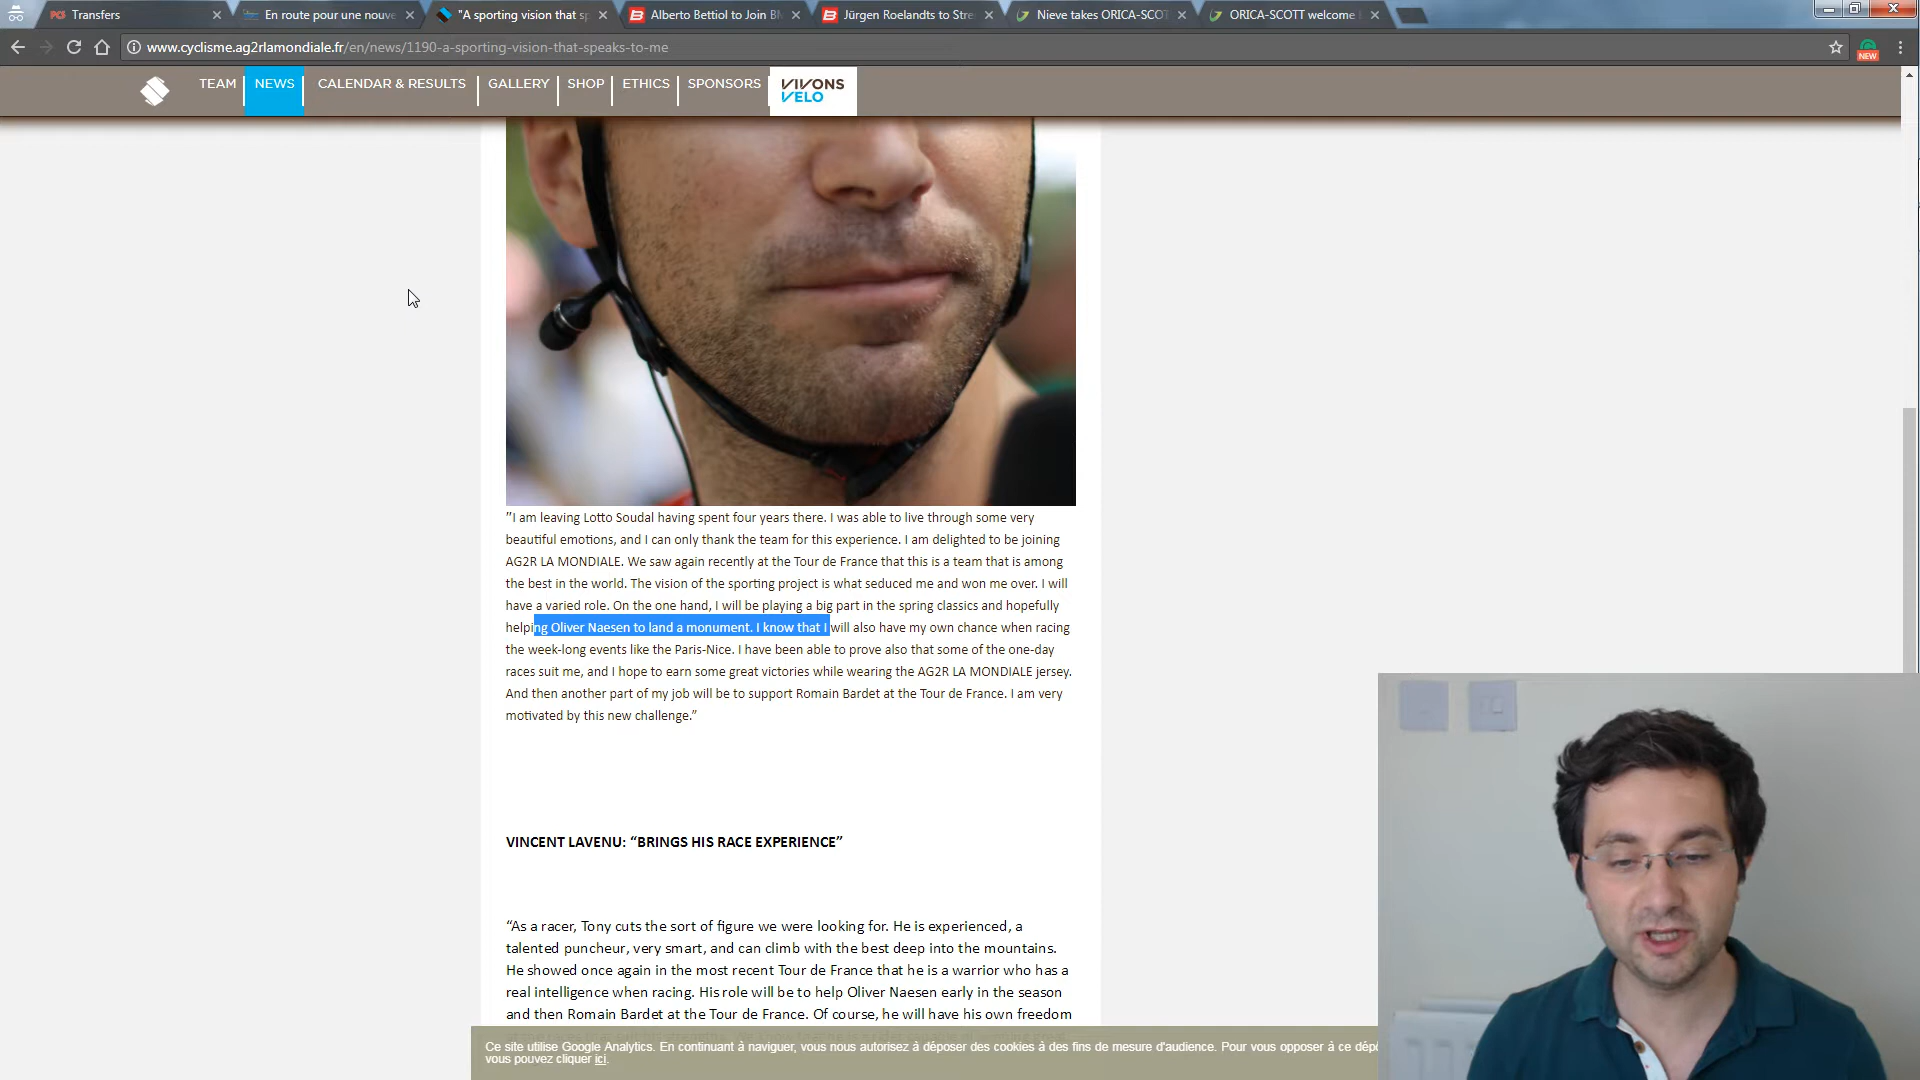 Transfers
En route pour une nouve
"A sporting vision that sp
Alberto Bettiol to Join BM
Jürgen Roelandts to Stre
Nieve takes ORICA-SCOT
ORICA-SCOTT welcome
www.cyclisme.ag2rlamondiale.fr/en/news/1190-a-sporting-vision-that-speaks-to-me
NEW
TEAM
NEWS
CALENDAR & RESULTS
GALLERY
SHOP
ETHICS
SPONSORS
VIVONS
VELO
"I am leaving Lotto Soudal having spent four years there. I was able to live through some very
beautiful emotions, and I can only thank the team for this experience. I am delighted to be joining
AG2R LA MONDIALE. We saw again recently at the Tour de France that this is a team that is among
the best in the world. The vision of the sporting project is what seduced me and won me over. I will
have a varied role. On the one hand, I will be playing a big part in the spring classics and hopefully
helping Oliver Naesen to land a monument. I know that I will also have my own chance when racing
the week-long events like the Paris-Nice. I have been able to prove also that some of the one-day
races suit me, and I hope to earn some great victories while wearing the AG2R LA MONDIALE jersey.
And then another part of my job will be to support Romain Bardet at the Tour de France. I am very
motivated by this new challenge.”
VINCENT LAVENU: “BRINGS HIS RACE EXPERIENCE”
“As a racer, Tony cuts the sort of figure we were looking for. He is experienced, a
talented puncheur, very smart, and can climb with the best deep into the mountains.
He showed once again in the most recent Tour de France that he is a warrior who has a
real intelligence when racing. His role will be to help Oliver Naesen early in the season
and then Romain Bardet at the Tour de France. Of course, he will have his own freedom
Ce site utilise Google Analytics. En continuant à naviguer, vous nous autorisez à déposer des cookies à des fins de mesure d'audience. Pour vous opposer à ce dép
vous pouvez cliquer ici.